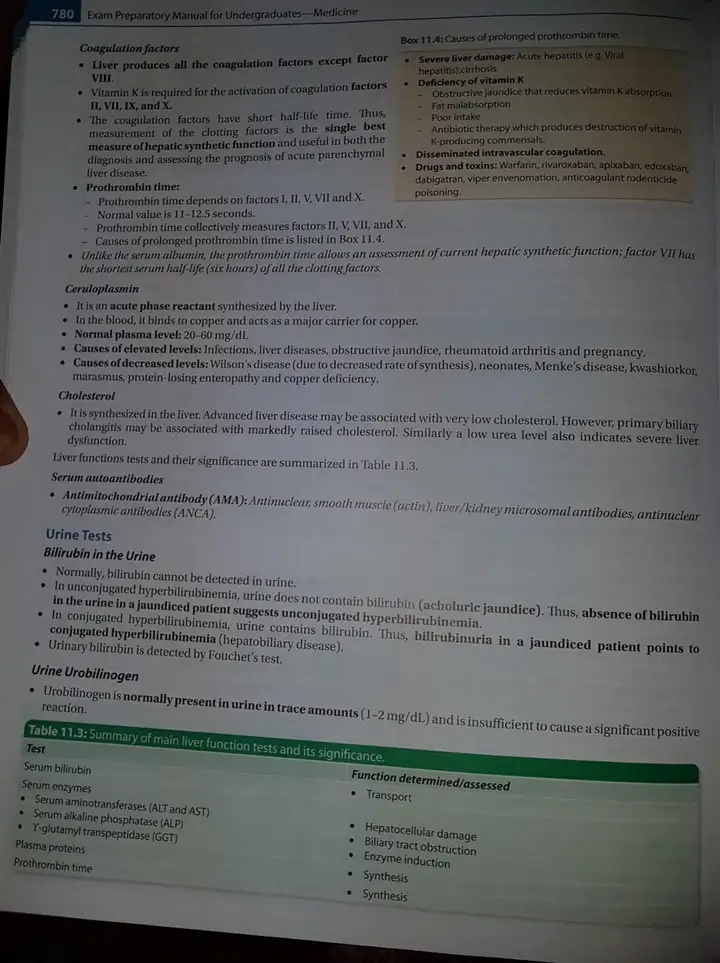 780 Exam Preparatory Manual for Undergraduates—Medicine
Coagulation factors
• Liver produces all the coagulation factors except factor
VIII.
• Vitamin K is required for the activation of coagulation factors
II, VII, IX, and X.
• The coagulation factors have short half-life time. Thus,
measurement of the clotting factors is the single best
measure of hepatic synthetic function and useful in both the
diagnosis and assessing the prognosis of acute parenchymal
liver disease.
• Prothrombin time:
– Prothrombin time depends on factors I, II, V, VII and X.
– Normal value is 11–12.5 seconds.
– Prothrombin time collectively measures factors II, V, VII, and X.
– Causes of prolonged prothrombin time is listed in Box 11.4.
• Unlike the serum albumin, the prothrombin time allows an assessment of current hepatic synthetic function; factor VII has
the shortest serum half-life (six hours) of all the clotting factors.
Box 11.4: Causes of prolonged prothrombin time.
• Severe liver damage: Acute hepatitis (e.g. Viral
hepatitis),cirrhosis
• Deficiency of vitamin K
– Obstructive jaundice that reduces vitamin K absorption
– Fat malabsorption
– Poor intake
– Antibiotic therapy which produces destruction of vitamin
K-producing commensals.
• Disseminated intravascular coagulation.
• Drugs and toxins: Warfarin, rivaroxaban, apixaban, edoxaban,
dabigatran, viper envenomation, anticoagulant rodenticide
poisoning.
Ceruloplasmin
• It is an acute phase reactant synthesized by the liver.
• In the blood, it binds to copper and acts as a major carrier for copper.
• Normal plasma level: 20–60 mg/dL
• Causes of elevated levels: Infections, liver diseases, obstructive jaundice, rheumatoid arthritis and pregnancy.
• Causes of decreased levels: Wilson's disease (due to decreased rate of synthesis), neonates, Menke's disease, kwashiorkor,
marasmus, protein-losing enteropathy and copper deficiency.
Cholesterol
• It is synthesized in the liver. Advanced liver disease may be associated with very low cholesterol. However, primary biliary
cholangitis may be associated with markedly raised cholesterol. Similarly a low urea level also indicates severe liver
dysfunction.
Liver functions tests and their significance are summarized in Table 11.3.
Serum autoantibodies
• Antimitochondrial antibody (AMA): Antinuclear, smooth muscle (actin), liver/kidney microsomal antibodies, antinuclear
cytoplasmic antibodies (ANCA).
Urine Tests
Bilirubin in the Urine
• Normally, bilirubin cannot be detected in urine.
• In unconjugated hyperbilirubinemia, urine does not contain bilirubin (acholuric jaundice). Thus, absence of bilirubin
in the urine in a jaundiced patient suggests unconjugated hyperbilirubinemia.
• In conjugated hyperbilirubinemia, urine contains bilirubin. Thus, bilirubinuria in a jaundiced patient points to
conjugated hyperbilirubinemia (hepatobiliary disease).
• Urinary bilirubin is detected by Fouchet's test.
Urine Urobilinogen
• Urobilinogen is normally present in urine in trace amounts (1–2 mg/dL) and is insufficient to cause a significant positive
reaction.
Table 11.3: Summary of main liver function tests and its significance.
Test Function determined/assessed
Serum bilirubin • Transport
Serum enzymes
• Serum aminotransferases (ALT and AST) • Hepatocellular damage
• Serum alkaline phosphatase (ALP) • Biliary tract obstruction
• ϒ-glutamyl transpeptidase (GGT) • Enzyme induction
Plasma proteins • Synthesis
Prothrombin time • Synthesis